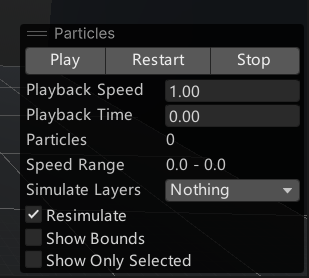 Particles
Play Restart Stop
Playback Speed 1.00
Playback Time 0.00
Particles 0
Speed Range 0.0 - 0.0
Simulate Layers Nothing
Resimulate
Show Bounds
Show Only Selected